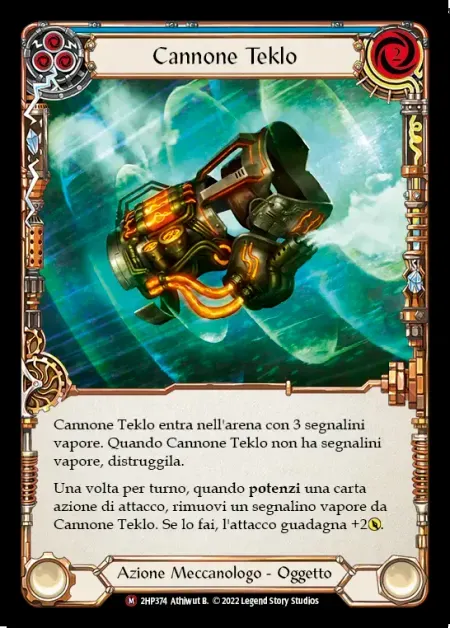 Cannone Teklo
2
Cannone Teklo entra nell'arena con 3 segnalini
vapore. Quando Cannone Teklo non ha segnalini
vapore, distruggila.
Una volta per turno, quando potenzi una carta
azione di attacco, rimuovi un segnalino vapore da
Cannone Teklo. Se lo fai, l'attacco guadagna +2.
Azione Meccanologo - Oggetto
M 2HP374 Athiwut B. © 2022 Legend Story Studios